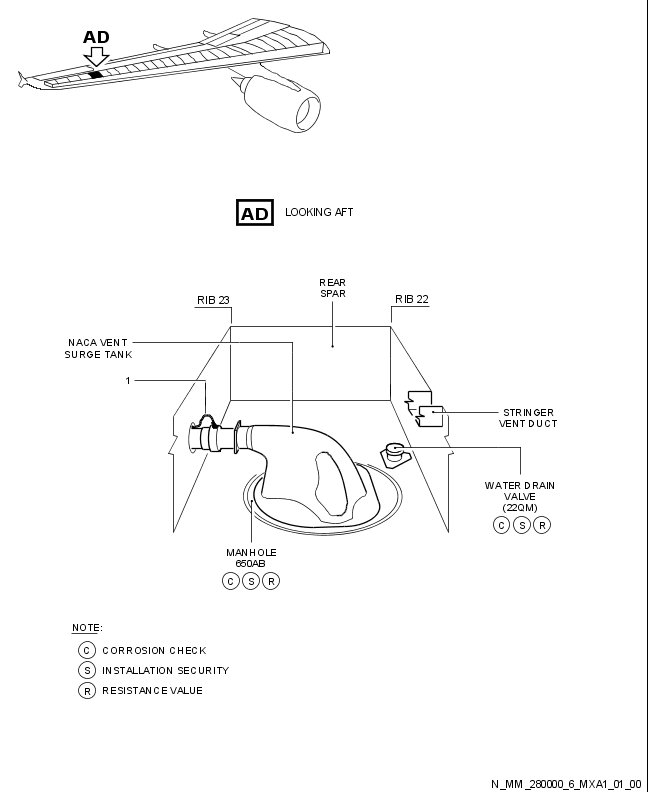 AD
AD LOOKING AFT
REAR
SPAR
RIB 23
RIB 22
NACA VENT
SURGE TANK
1
STRINGER
VENT DUCT
WATER DRAIN
VALVE
(22QM)
C S R
MANHOLE
650AB
C S R
NOTE:
C CORROSION CHECK
S INSTALLATION SECURITY
R RESISTANCE VALUE
N_MM_280000_6_MXA1_01_00